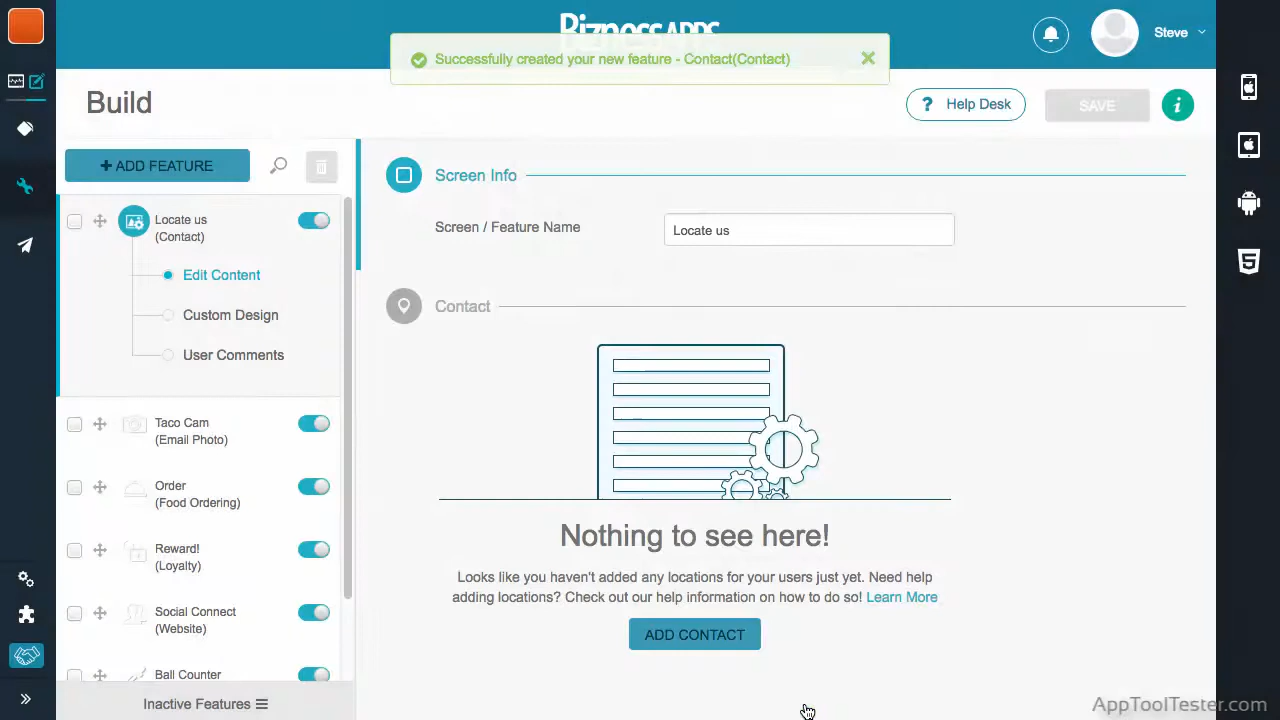 BiznessAPPS
Steve
Successfully created your new feature - Contact(Contact)
Build
? Help Desk
SAVE
i
+ ADD FEATURE
Locate us
(Contact)
Edit Content
Custom Design
User Comments
Taco Cam
(Email Photo)
Order
(Food Ordering)
Reward!
(Loyalty)
Social Connect
(Website)
Ball Counter
Inactive Features
Screen Info
Screen / Feature Name
Locate us
Contact
Nothing to see here!
Looks like you haven't added any locations for your users just yet. Need help
adding locations? Check out our help information on how to do so! Learn More
ADD CONTACT
5
AppToolTester.com